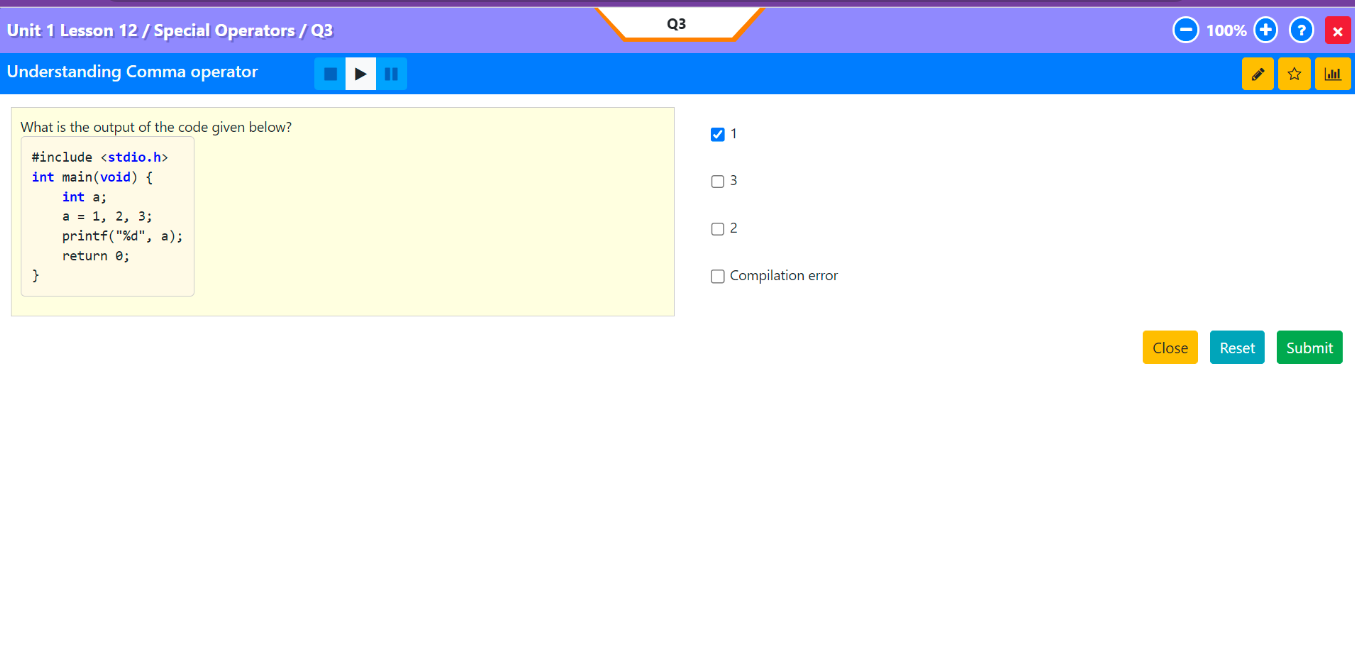 Q3
Unit 1 Lesson 12 / Special Operators / Q3
100%
?
Understanding Comma operator
What is the output of the code given below?
#include <stdio.h>
int main(void) {
    int a;
    a = 1, 2, 3;
    printf("%d", a);
    return 0;
}
1
3
2
Compilation error
Close
Reset
Submit